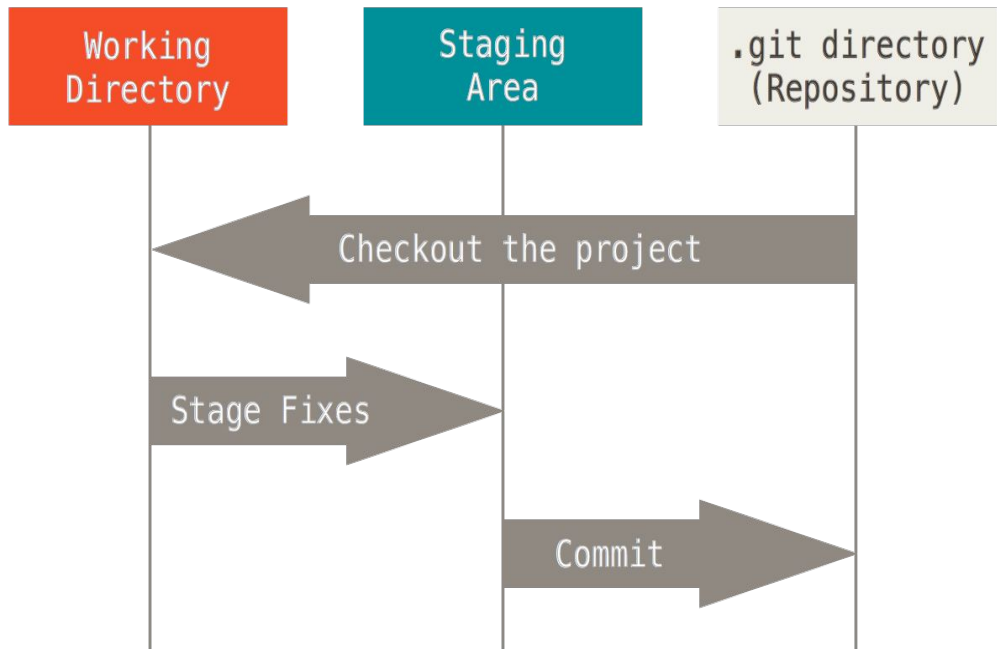 Working
Directory
Staging
Area
.git directory
(Repository)
Checkout the project
Stage Fixes
Commit